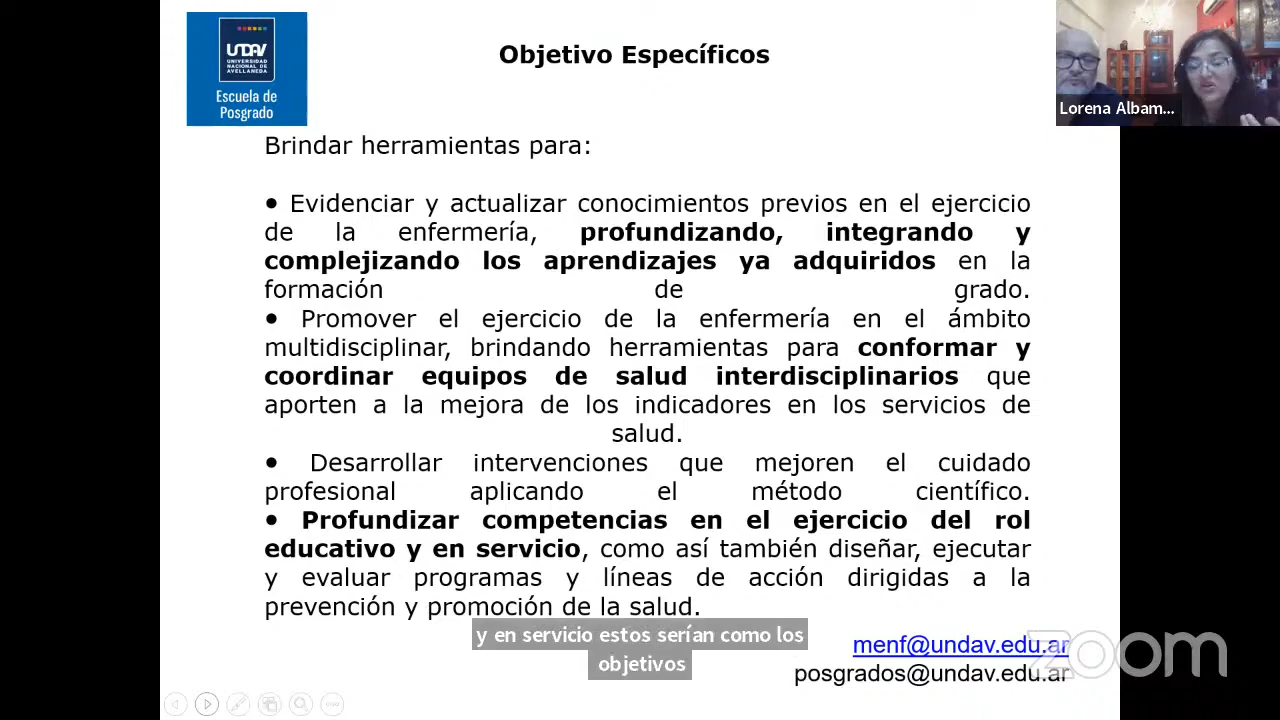 UNDAV
UNIVERSIDAD
NACIONAL DE
AVELLANEDA
Escuela de
Posgrado
Objetivo Específicos
Lorena Albam...
Brindar herramientas para:
• Evidenciar y actualizar conocimientos previos en el ejercicio
de la enfermería, profundizando, integrando y
complejizando los aprendizajes ya adquiridos en la
formación de grado.
• Promover el ejercicio de la enfermería en el ámbito
multidisciplinar, brindando herramientas para conformar y
coordinar equipos de salud interdisciplinarios que
aporten a la mejora de los indicadores en los servicios de
salud.
• Desarrollar intervenciones que mejoren el cuidado
profesional aplicando el método científico.
• Profundizar competencias en el ejercicio del rol
educativo y en servicio, como así también diseñar, ejecutar
y evaluar programas y líneas de acción dirigidas a la
prevención y promoción de la salud.
y en servicio estos serían como los
objetivos
menf@undav.edu.ar
posgrados@undav.edu.ar
zoom